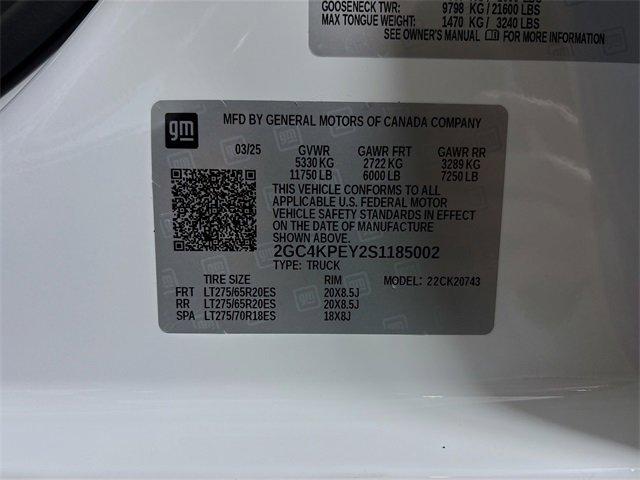 GOOSENECK TWR: 9798 KG / 21600 LBS
MAX TONGUE WEIGHT: 1470 KG / 3240 LBS
SEE OWNER'S MANUAL FOR MORE INFORMATION
gm
MFD BY GENERAL MOTORS OF CANADA COMPANY
03/25 GVWR GAWR FRT GAWR RR
5330 KG 2722 KG 3289 KG
11750 LB 6000 LB 7250 LB
THIS VEHICLE CONFORMS TO ALL
APPLICABLE U.S. FEDERAL MOTOR
VEHICLE SAFETY STANDARDS IN EFFECT
ON THE DATE OF MANUFACTURE
SHOWN ABOVE.
2GC4KPEY2S1185002
TYPE: TRUCK
TIRE SIZE RIM MODEL: 22CK20743
FRT LT275/65R20ES 20X8.5J
RR LT275/65R20ES 20X8.5J
SPA LT275/70R18ES 18X8J